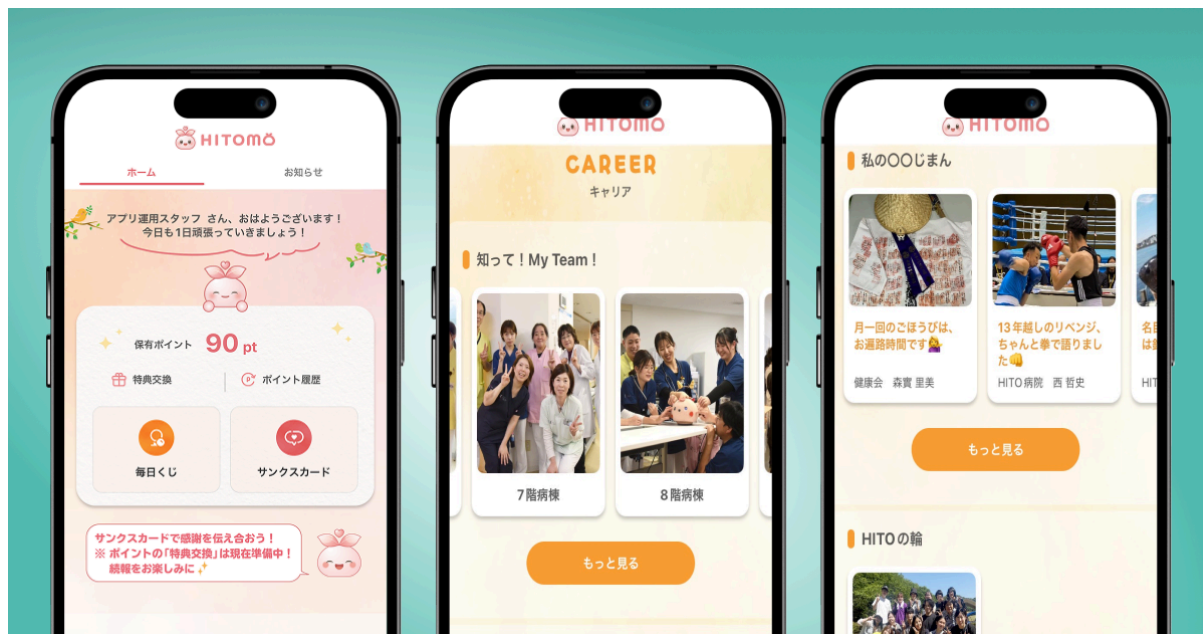 HITOMO
ホーム
お知らせ
アプリ運用スタッフ さん、おはようございます！
今日も1日頑張っていきましょう！
保有ポイント 90 pt
特典交換
ポイント履歴
毎日くじ
サンクスカード
サンクスカードで感謝を伝え合おう！
※ ポイントの「特典交換」は現在準備中！
続報をお楽しみに
HITOMO
CAREER
キャリア
知って！My Team！
7階病棟
8階病棟
もっと見る
HITOMO
私の〇〇じまん
月一回のごほうびは、
お遍路時間です
健康会 森實 里美
13年越しのリベンジ、
ちゃんと拳で語りまし
た
HITO病院 西 哲史
HIT
もっと見る
HITOの輪